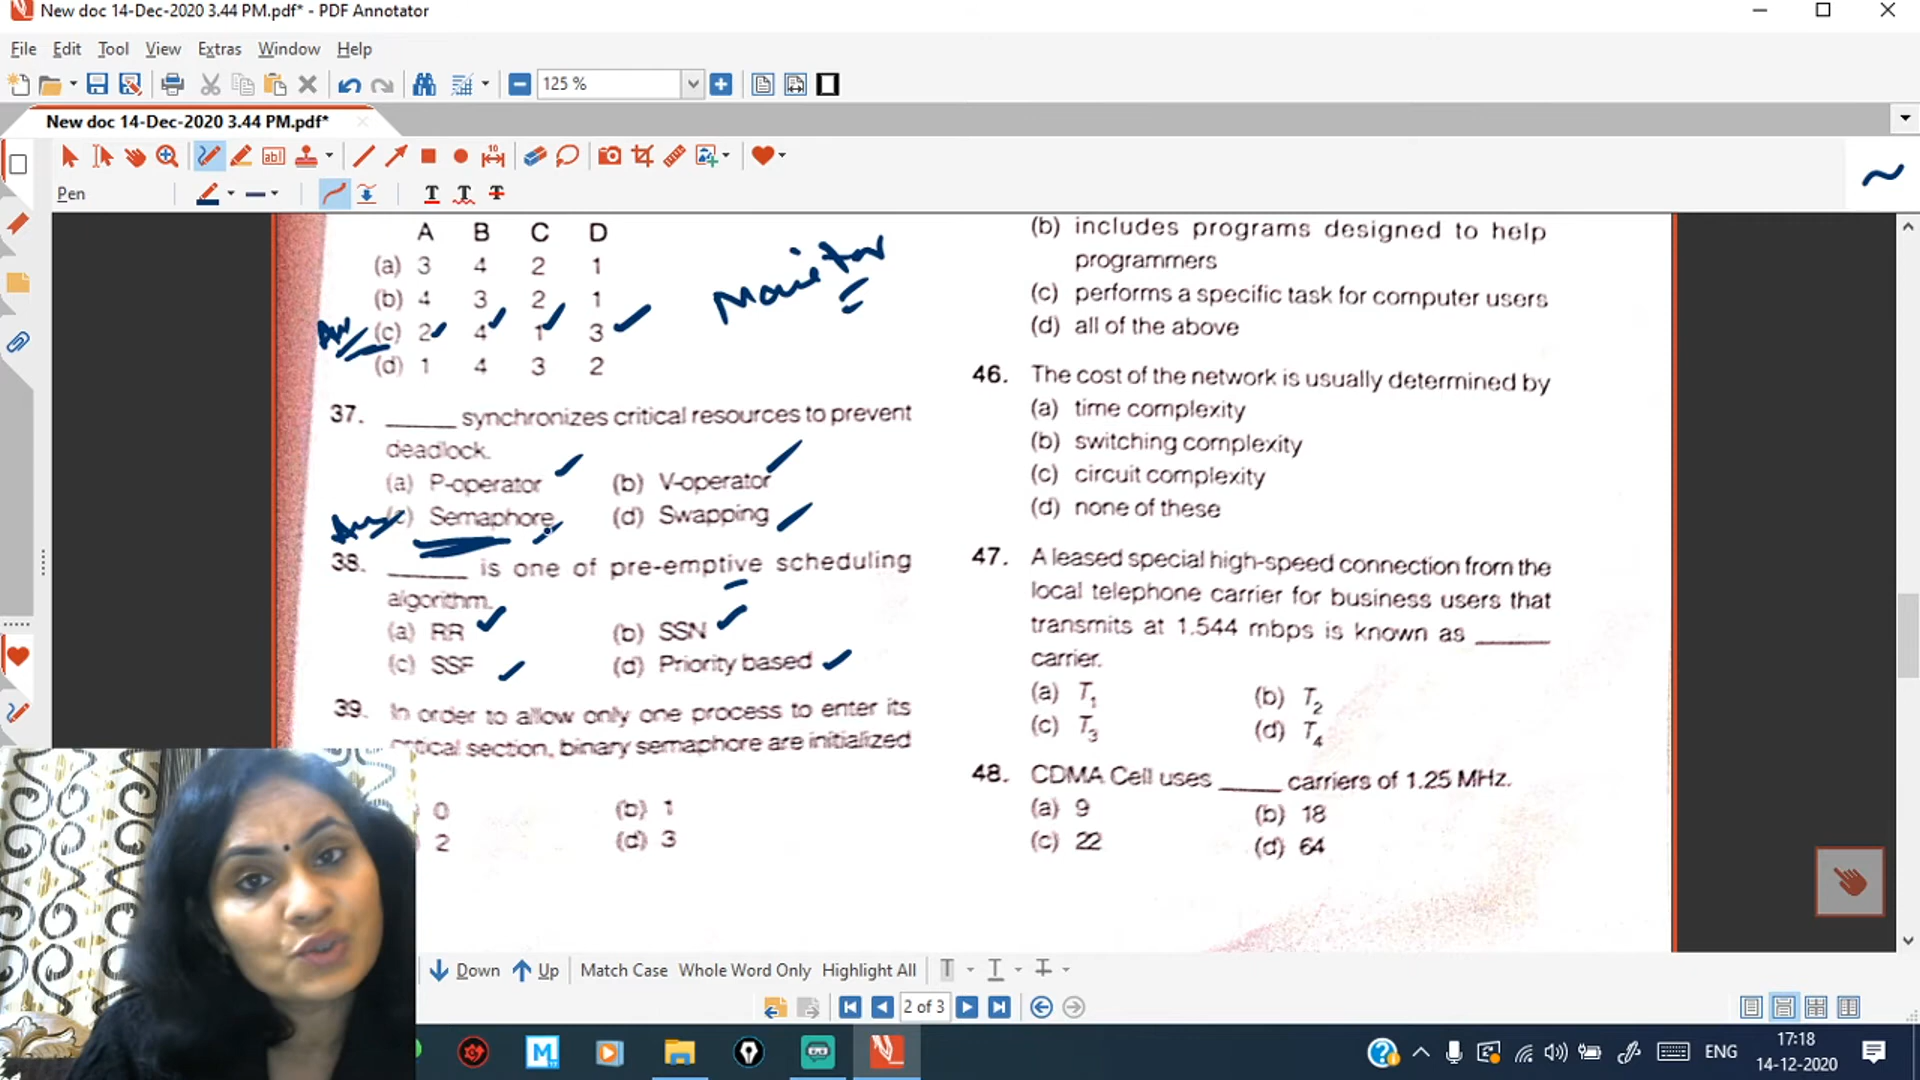 New doc 14-Dec-2020 3.44 PM.pdf* - PDF Annotator
File Edit Tool View Extras Window Help
125 %
New doc 14-Dec-2020 3.44 PM.pdf*
Pen
A B C D
(a) 3 4 2 1
(b) 4 3 2 1
(c) 2 4 1 3
(d) 1 4 3 2
Monitor
Ans
37. ______ synchronizes critical resources to prevent
deadlock.
(a) P-operator (b) V-operator
Ans (c) Semaphore (d) Swapping
38. ______ is one of pre-emptive scheduling
algorithm.
(a) RR (b) SSN
(c) SSF (d) Priority based
39. In order to allow only one process to enter its
critical section, binary semaphore are initialized
0 (b) 1
2 (d) 3
(b) includes programs designed to help
programmers
(c) performs a specific task for computer users
(d) all of the above
46. The cost of the network is usually determined by
(a) time complexity
(b) switching complexity
(c) circuit complexity
(d) none of these
47. A leased special high-speed connection from the
local telephone carrier for business users that
transmits at 1.544 mbps is known as ______
carrier.
(a) T1 (b) T2
(c) T3 (d) T4
48. CDMA Cell uses _____ carriers of 1.25 MHz.
(a) 9 (b) 18
(c) 22 (d) 64
Down Up Match Case Whole Word Only Highlight All
2 of 3
ENG
17:18
14-12-2020